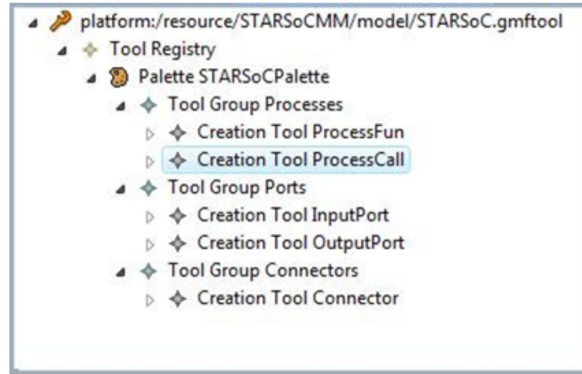 platform:/resource/STARSoCMM/model/STARSoC.gmftool
Tool Registry
Palette STARSoCPalette
Tool Group Processes
Creation Tool ProcessFun
Creation Tool ProcessCall
Tool Group Ports
Creation Tool InputPort
Creation Tool OutputPort
Tool Group Connectors
Creation Tool Connector